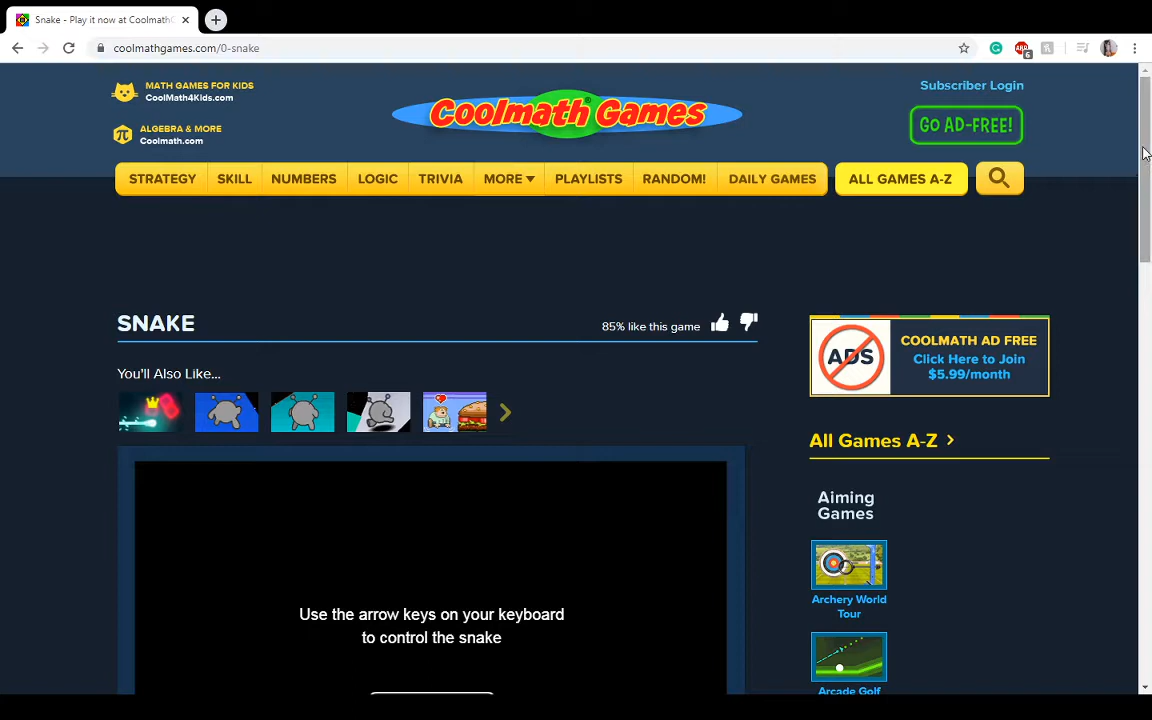 Snake - Play it now at CoolmathG
coolmathgames.com/0-snake
6
MATH GAMES FOR KIDS
CoolMath4Kids.com
ALGEBRA & MORE
Coolmath.com
Coolmath Games
Subscriber Login
GO AD-FREE!
STRATEGY
SKILL
NUMBERS
LOGIC
TRIVIA
MORE
PLAYLISTS
RANDOM!
DAILY GAMES
ALL GAMES A-Z
SNAKE
85% like this game
You'll Also Like...
ADS
COOLMATH AD FREE
Click Here to Join
$5.99/month
All Games A-Z
Aiming
Games
Archery World
Tour
Arcade Golf
Use the arrow keys on your keyboard
to control the snake